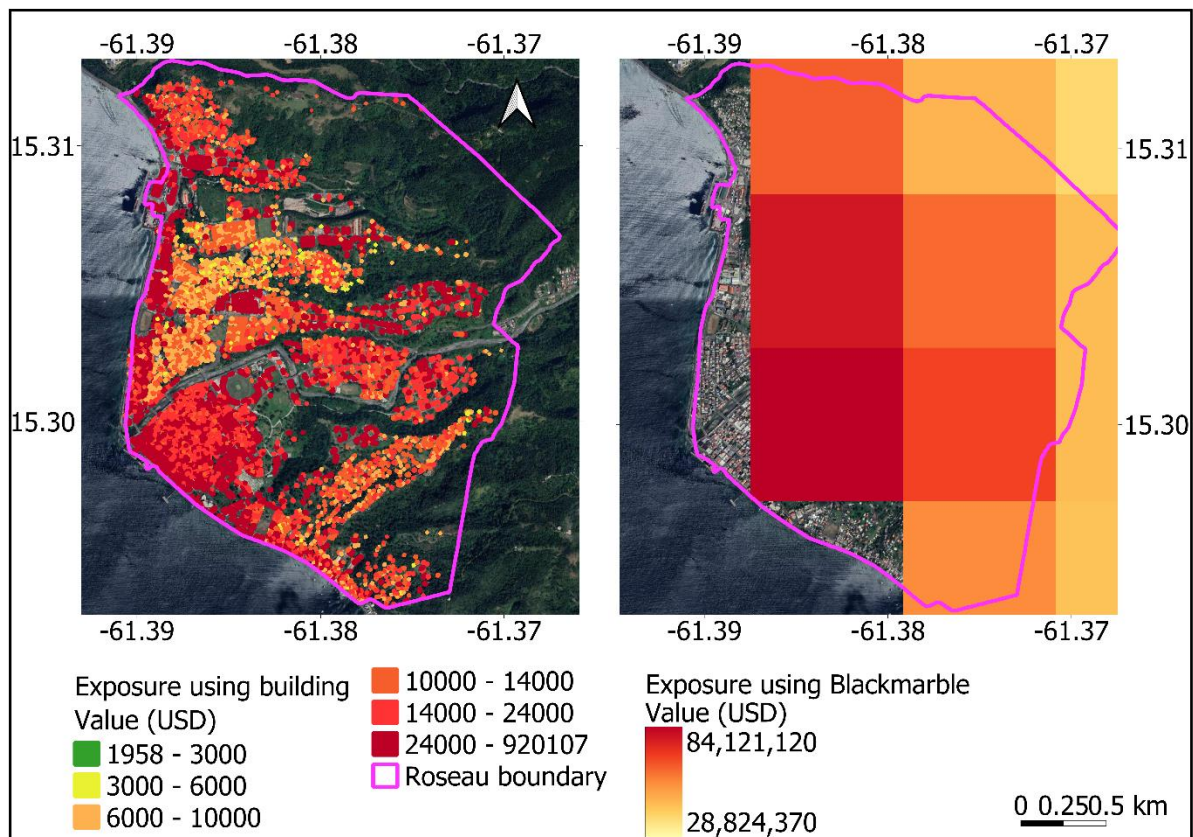 -61.39 -61.38 -61.37 -61.39 -61.38 -61.37
15.31 15.31
15.30 15.30
-61.39 -61.38 -61.37 -61.39 -61.38 -61.37
Exposure using building
Value (USD)
1958 - 3000
3000 - 6000
6000 - 10000
10000 - 14000
14000 - 24000
24000 - 920107
Roseau boundary
Exposure using Blackmarble
Value (USD)
84,121,120
28,824,370
0 0.250.5 km